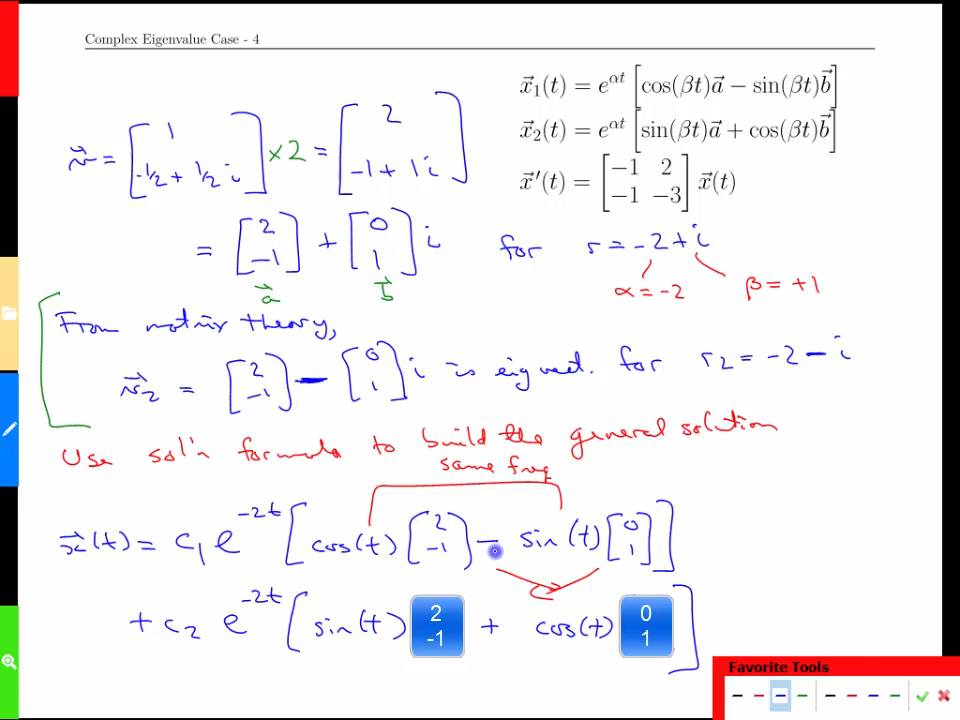 Complex Eigenvalue Case - 4
x⃗₁(t) = e^{αt} [cos(βt)a⃗ − sin(βt)b⃗]
x⃗₂(t) = e^{αt} [sin(βt)a⃗ + cos(βt)b⃗]
x⃗ ′(t) = [−1 2; −1 −3] x⃗(t)
v⃗ = [1; -1/2 + 1/2 i] ×2 = [2; -1 + 1i]
= [2; -1] + [0; 1] i for r = -2 + i
a⃗ b⃗ α = -2 β = +1
From matrix theory,
v⃗₂ = [2; -1] - [0; 1] i is eigvect. for r₂ = -2 - i
Use sol'n formula to build the general solution
same freq
x⃗(t) = c₁ e^{-2t} [cos(t) [2; -1] - sin(t) [0; 1]]
+ c₂ e^{-2t} [sin(t) [2; -1] + cos(t) [0; 1]]
Favorite Tools